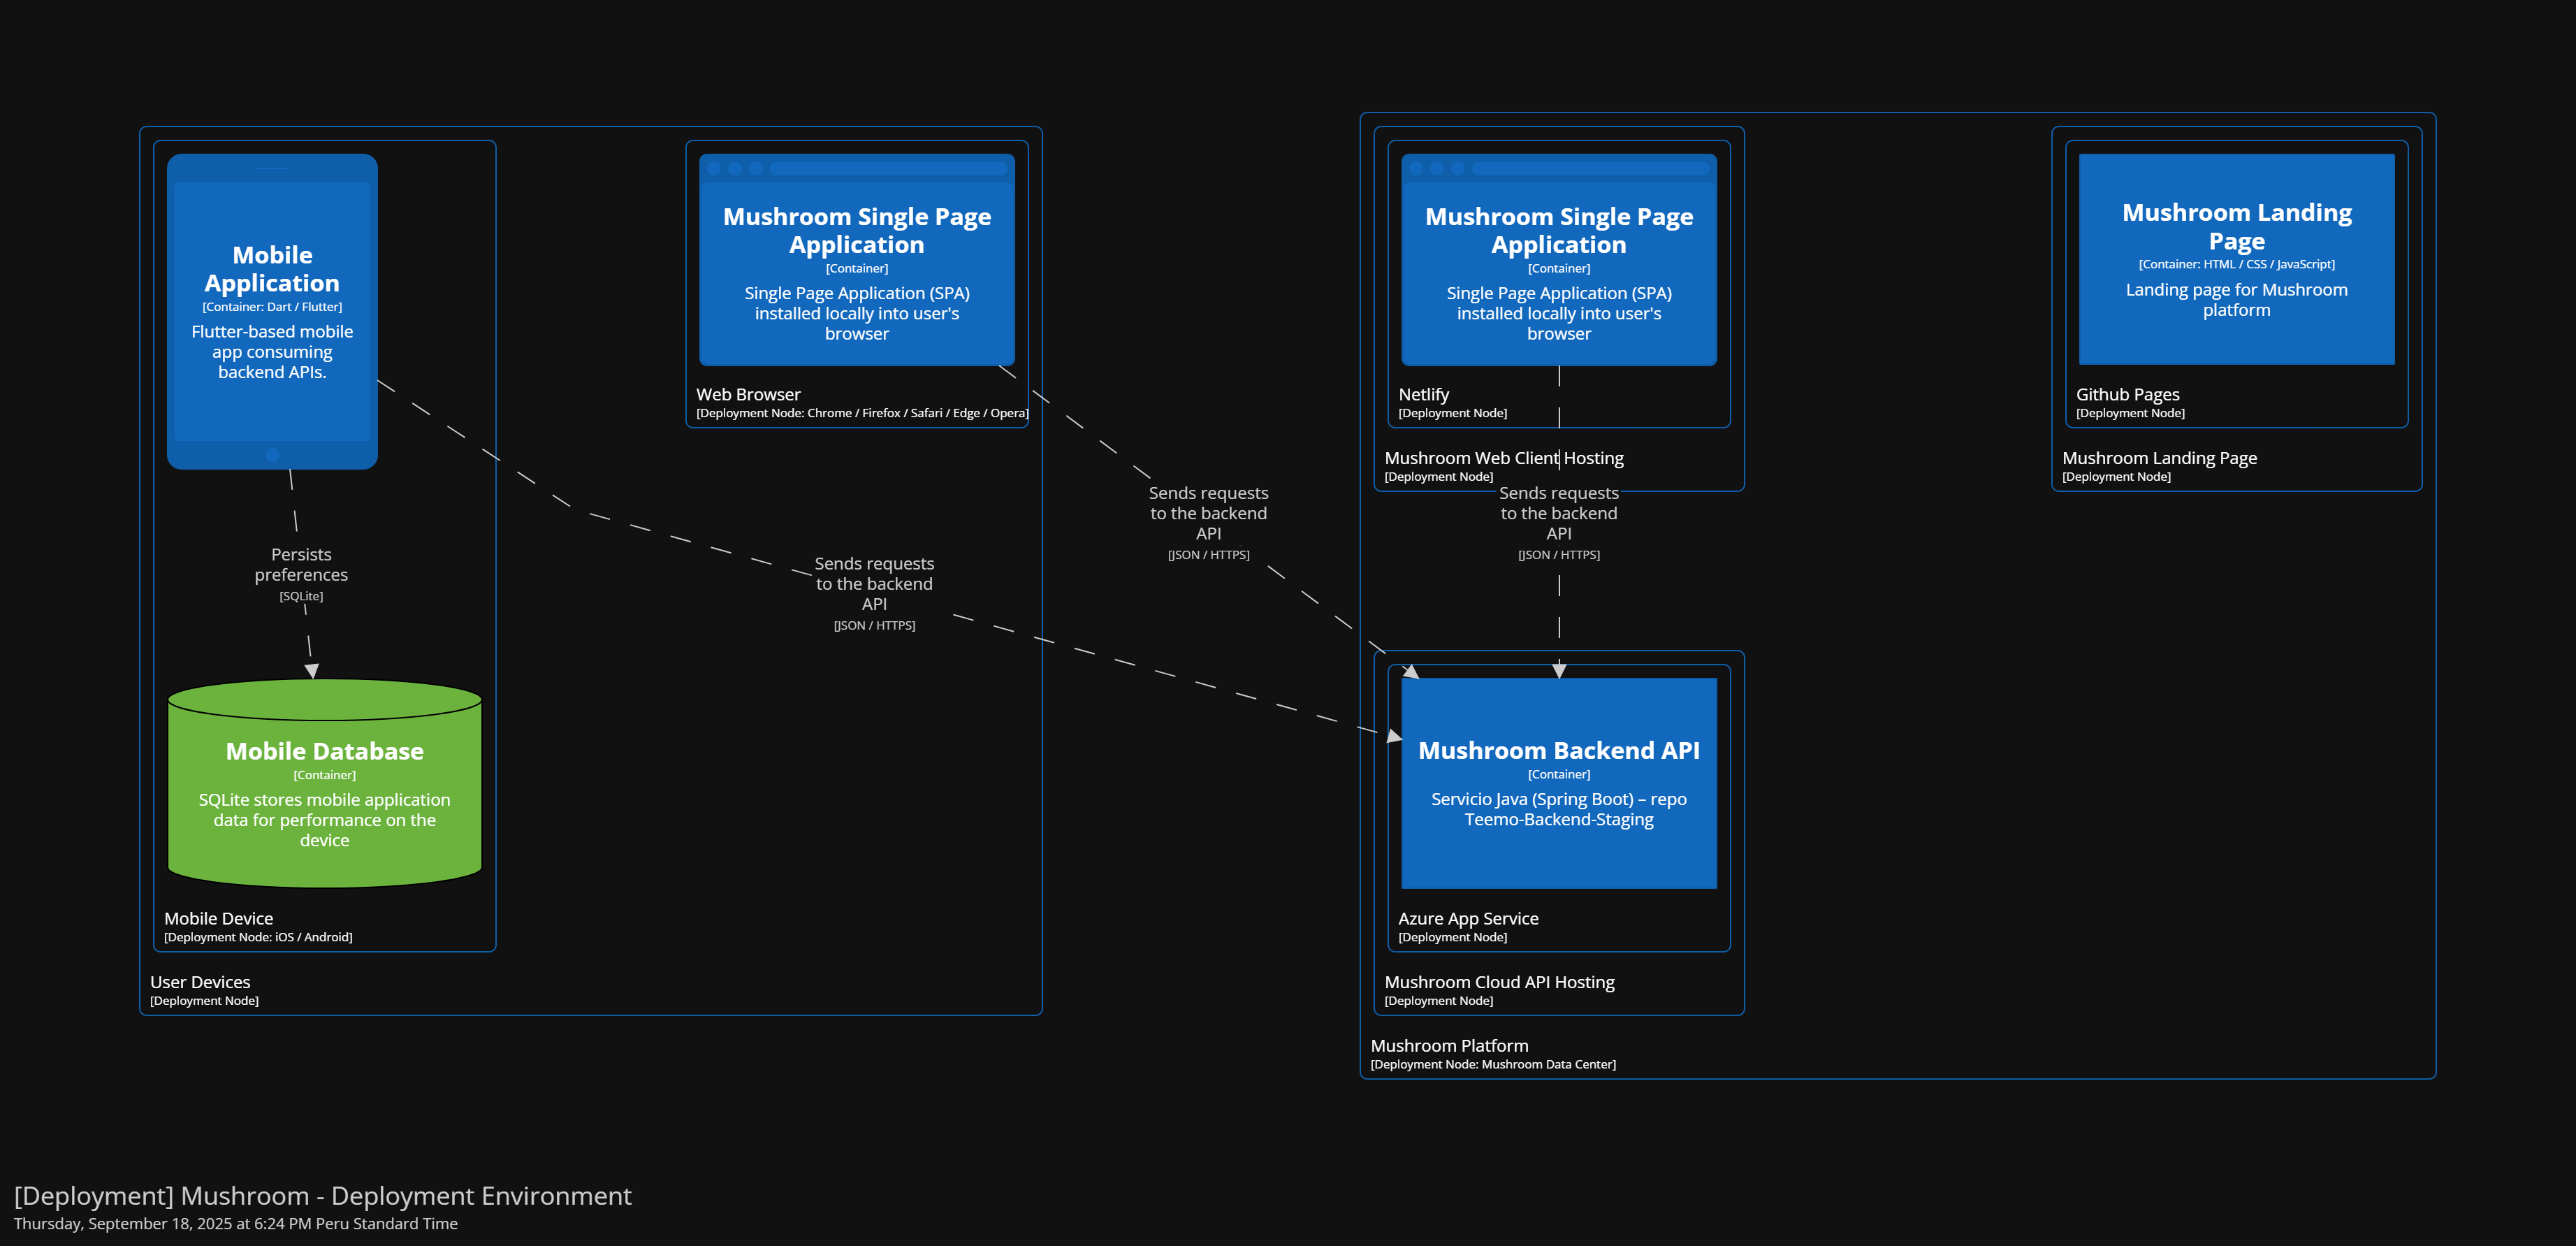 Mobile
Application
[Container: Dart / Flutter]
Flutter-based mobile
app consuming
backend APIs.
Persists
preferences
[SQLite]
Mobile Database
[Container]
SQLite stores mobile application
data for performance on the
device
Mobile Device
[Deployment Node: iOS / Android]
User Devices
[Deployment Node]
Mushroom Single Page
Application
[Container]
Single Page Application (SPA)
installed locally into user's
browser
Web Browser
[Deployment Node: Chrome / Firefox / Safari / Edge / Opera]
Sends requests
to the backend
API
[JSON / HTTPS]
Sends requests
to the backend
API
[JSON / HTTPS]
Mushroom Single Page
Application
[Container]
Single Page Application (SPA)
installed locally into user's
browser
Netlify
[Deployment Node]
Mushroom Web Client Hosting
[Deployment Node]
Sends requests
to the backend
API
[JSON / HTTPS]
Mushroom Backend API
[Container]
Servicio Java (Spring Boot) – repo
Teemo-Backend-Staging
Azure App Service
[Deployment Node]
Mushroom Cloud API Hosting
[Deployment Node]
Mushroom Platform
[Deployment Node: Mushroom Data Center]
Mushroom Landing
Page
[Container: HTML / CSS / JavaScript]
Landing page for Mushroom
platform
Github Pages
[Deployment Node]
Mushroom Landing Page
[Deployment Node]
[Deployment] Mushroom - Deployment Environment
Thursday, September 18, 2025 at 6:24 PM Peru Standard Time